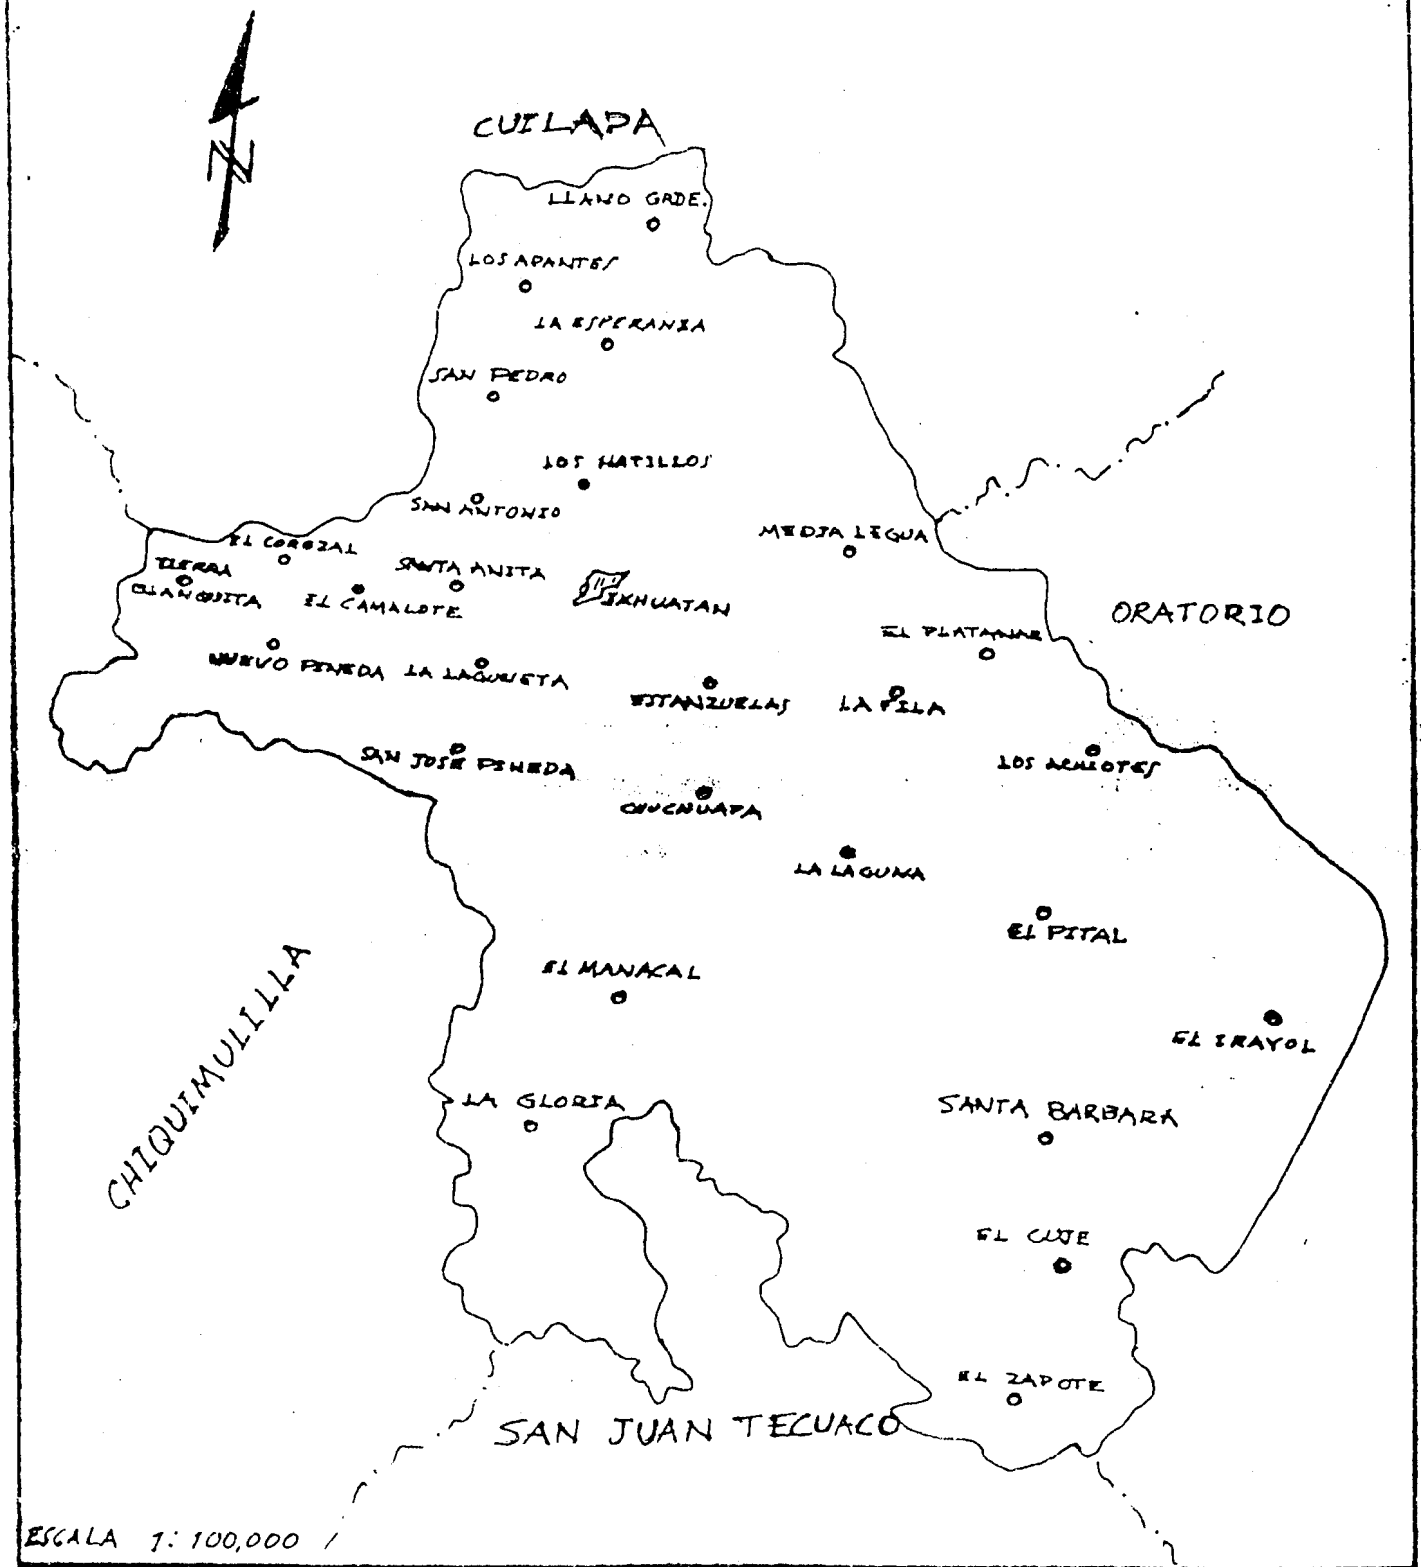 N
CUILAPA
LLANO GRDE.
LOS APANTES
LA ESPERANZA
SAN PEDRO
LOS HATILLOS
SAN ANTONIO
MEDIA LEGUA
EL COROZAL
TIERRA
BLANQUITA
SANTA ANITA
EL CAMALOTE
IXHUATAN
ORATORIO
EL PLATANAR
NUEVO PINEDA
LA LAGUNETA
ESTANZUELAS
LA PILA
SAN JOSE PINEDA
LOS ACHIOTES
CHUCHUAPA
LA LAGUNA
EL PITAL
EL MANACAL
CHIQUIMULILLA
EL IRAYOL
LA GLORIA
SANTA BARBARA
EL CUJE
EL ZAPOTE
SAN JUAN TECUACO
ESCALA 1:100,000